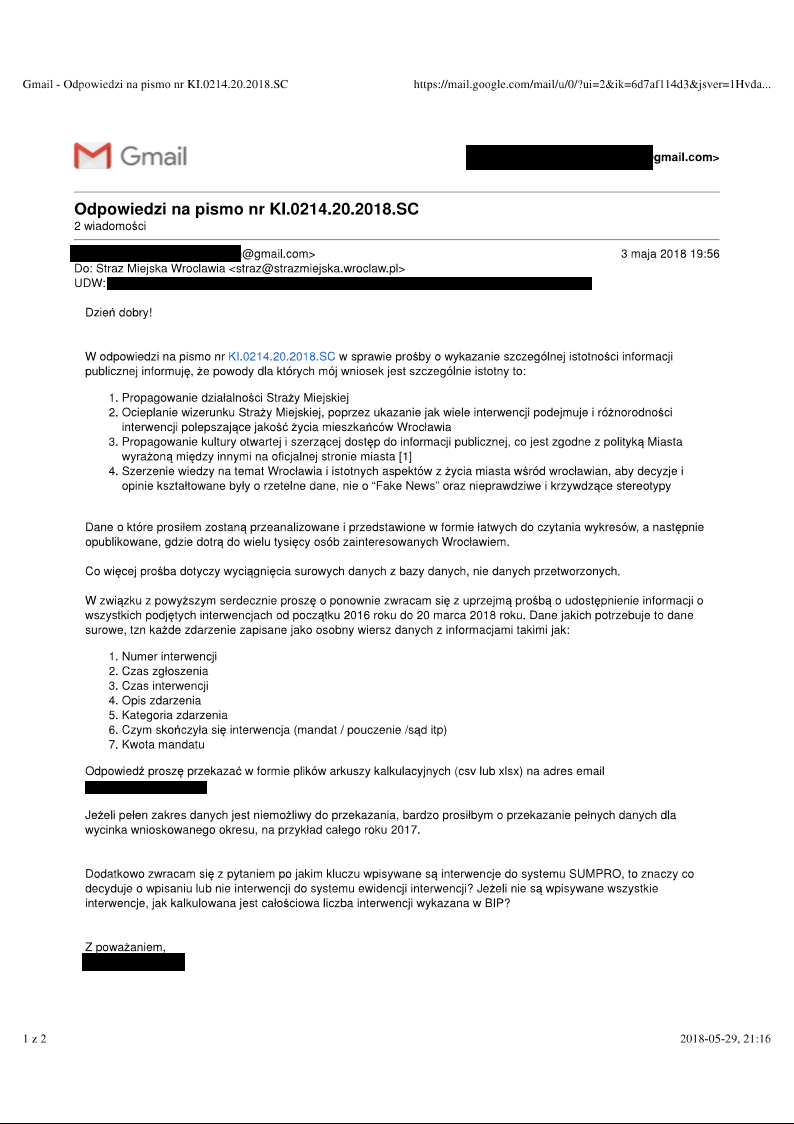 Gmail - Odpowiedzi na pismo nr KI.0214.20.2018.SC https://mail.google.com/mail/u/0/?ui=2&ik=6d7af114d3&jsver=1Hvda...
Gmail
gmail.com>
Odpowiedzi na pismo nr KI.0214.20.2018.SC
2 wiadomości
@gmail.com> 3 maja 2018 19:56
Do: Straz Miejska Wroclawia <straz@strazmiejska.wroclaw.pl>
UDW:
Dzień dobry!
W odpowiedzi na pismo nr KI.0214.20.2018.SC w sprawie prośby o wykazanie szczególnej istotności informacji
publicznej informuję, że powody dla których mój wniosek jest szczególnie istotny to:
1. Propagowanie działalności Straży Miejskiej
2. Ocieplanie wizerunku Straży Miejskiej, poprzez ukazanie jak wiele interwencji podejmuje i różnorodności
interwencji polepszające jakość życia mieszkańców Wrocławia
3. Propagowanie kultury otwartej i szerzącej dostęp do informacji publicznej, co jest zgodne z polityką Miasta
wyrażoną między innymi na oficjalnej stronie miasta [1]
4. Szerzenie wiedzy na temat Wrocławia i istotnych aspektów z życia miasta wśród wrocławian, aby decyzje i
opinie kształtowane były o rzetelne dane, nie o “Fake News” oraz nieprawdziwe i krzywdzące stereotypy
Dane o które prosiłem zostaną przeanalizowane i przedstawione w formie łatwych do czytania wykresów, a następnie
opublikowane, gdzie dotrą do wielu tysięcy osób zainteresowanych Wrocławiem.
Co więcej prośba dotyczy wyciągnięcia surowych danych z bazy danych, nie danych przetworzonych.
W związku z powyższym serdecznie proszę o ponownie zwracam się z uprzejmą prośbą o udostępnienie informacji o
wszystkich podjętych interwencjach od początku 2016 roku do 20 marca 2018 roku. Dane jakich potrzebuje to dane
surowe, tzn każde zdarzenie zapisane jako osobny wiersz danych z informacjami takimi jak:
1. Numer interwencji
2. Czas zgłoszenia
3. Czas interwencji
4. Opis zdarzenia
5. Kategoria zdarzenia
6. Czym skończyła się interwencja (mandat / pouczenie /sąd itp)
7. Kwota mandatu
Odpowiedź proszę przekazać w formie plików arkuszy kalkulacyjnych (csv lub xlsx) na adres email
Jeżeli pełen zakres danych jest niemożliwy do przekazania, bardzo prosiłbym o przekazanie pełnych danych dla
wycinka wnioskowanego okresu, na przykład całego roku 2017.
Dodatkowo zwracam się z pytaniem po jakim kluczu wpisywane są interwencje do systemu SUMPRO, to znaczy co
decyduje o wpisaniu lub nie interwencji do systemu ewidencji interwencji? Jeżeli nie są wpisywane wszystkie
interwencje, jak kalkulowana jest całościowa liczba interwencji wykazana w BIP?
Z poważaniem,
1 z 2 2018-05-29, 21:16